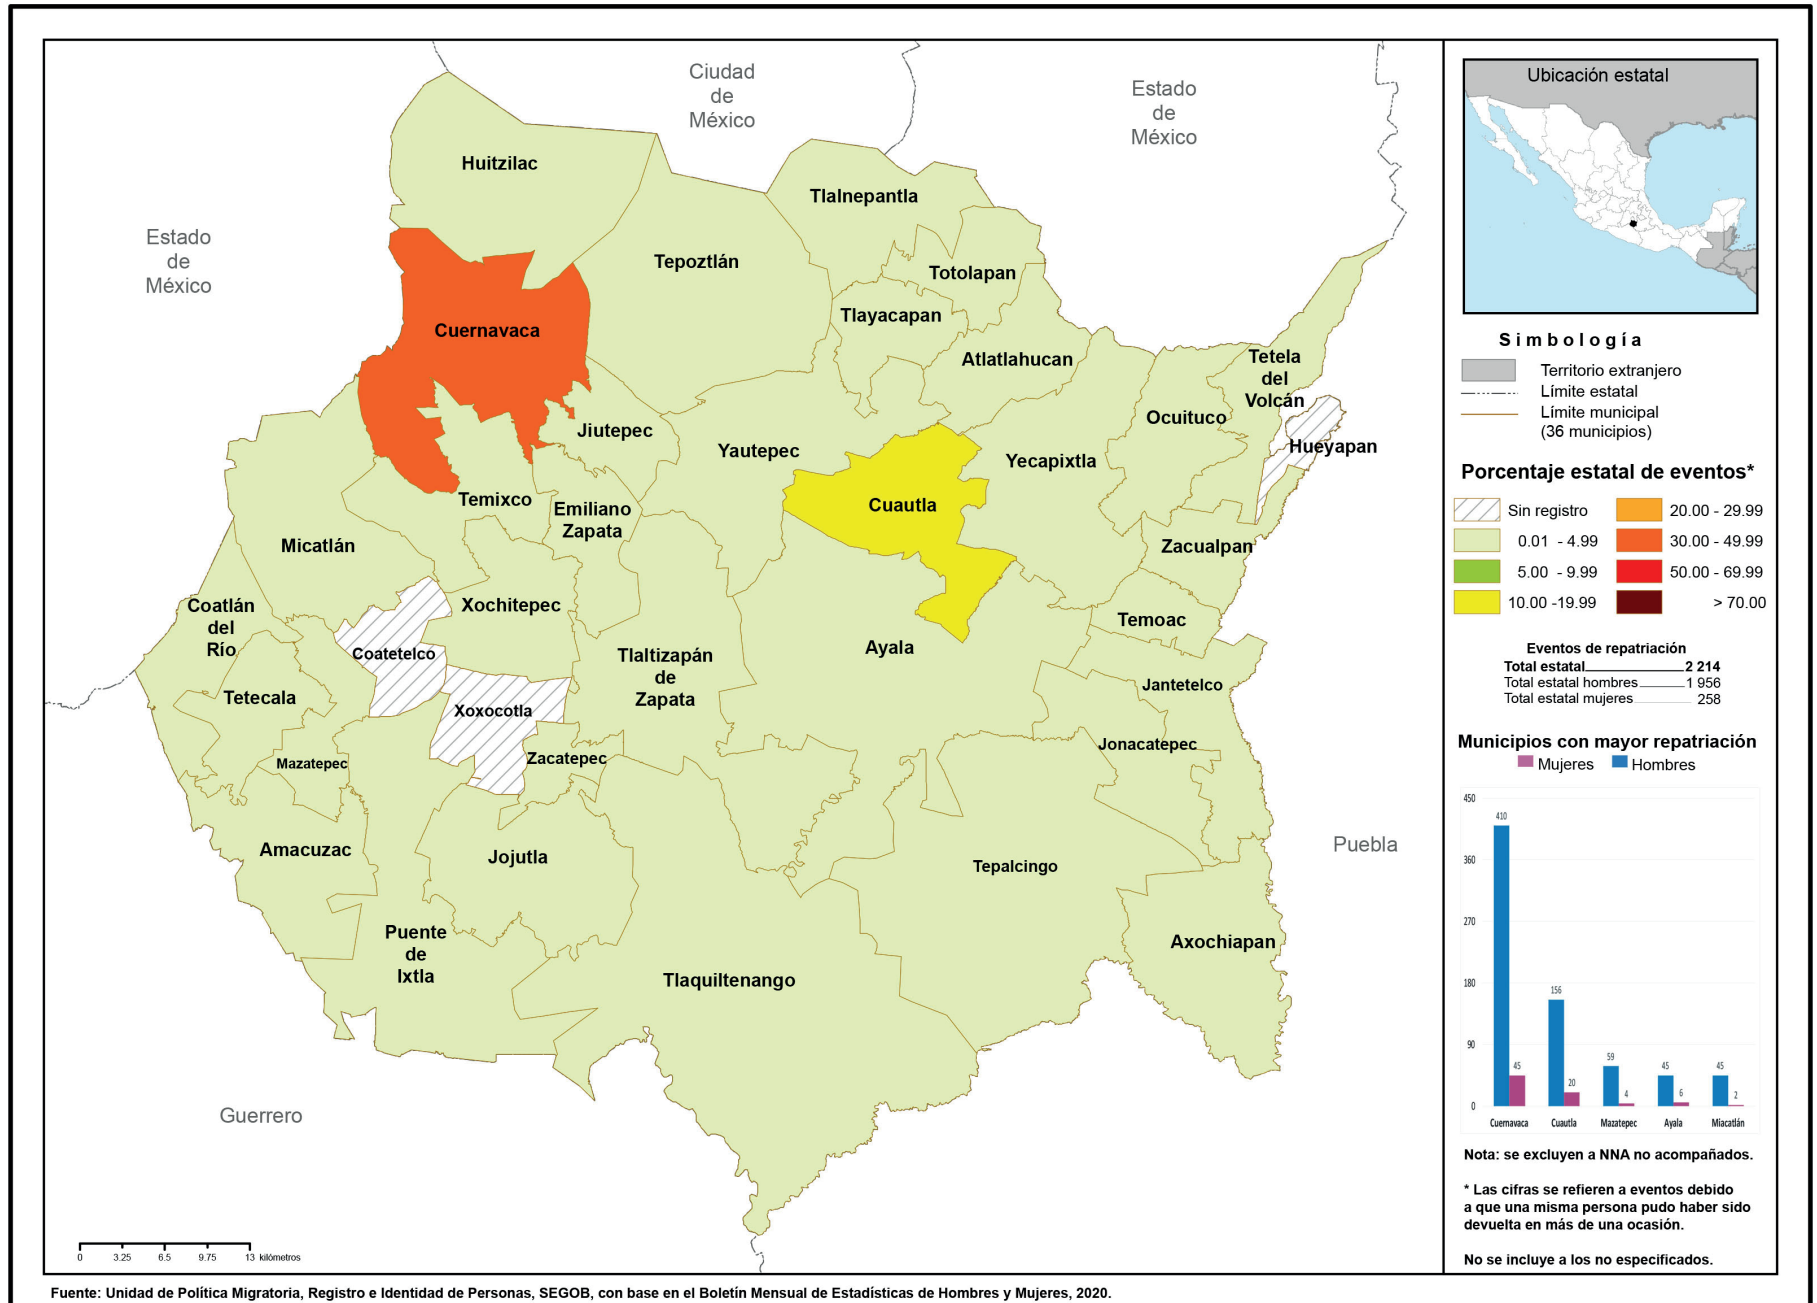 Ciudad
de
México
Estado
de
México
Estado
de
México
Huitzilac
Tlalnepantla
Tepoztlán
Totolapan
Tlayacapan
Cuernavaca
Atlatlahucan
Tetela
del
Volcán
Ocuituco
Jiutepec
Hueyapan
Yautepec
Yecapixtla
Temixco
Cuautla
Emiliano
Zapata
Micatlán
Zacualpan
Coatlán
del
Río
Xochitepec
Temoac
Coatetelco
Ayala
Tlaltizapán
de
Zapata
Jantetelco
Tetecala
Xoxocotla
Jonacatepec
Mazatepec
Zacatepec
Puebla
Amacuzac
Jojutla
Tepalcingo
Puente
de
Ixtla
Axochiapan
Tlaquiltenango
Guerrero
0 3.25 6.5 9.75 13 kilómetros
Ubicación estatal
Simbología
Territorio extranjero
Límite estatal
Límite municipal
(36 municipios)
Porcentaje estatal de eventos*
Sin registro 20.00 - 29.99
0.01 - 4.99 30.00 - 49.99
5.00 - 9.99 50.00 - 69.99
10.00 -19.99 > 70.00
Eventos de repatriación
Total estatal 2 214
Total estatal hombres 1 956
Total estatal mujeres 258
Municipios con mayor repatriación
Mujeres Hombres
450
410
360
270
180
156
90
59
45
45
45
20
4
6
2
0
Cuernavaca Cuautla Mazatepec Ayala Miacatlán
Nota: se excluyen a NNA no acompañados.
* Las cifras se refieren a eventos debido
a que una misma persona pudo haber sido
devuelta en más de una ocasión.
No se incluye a los no especificados.
Fuente: Unidad de Política Migratoria, Registro e Identidad de Personas, SEGOB, con base en el Boletín Mensual de Estadísticas de Hombres y Mujeres, 2020.